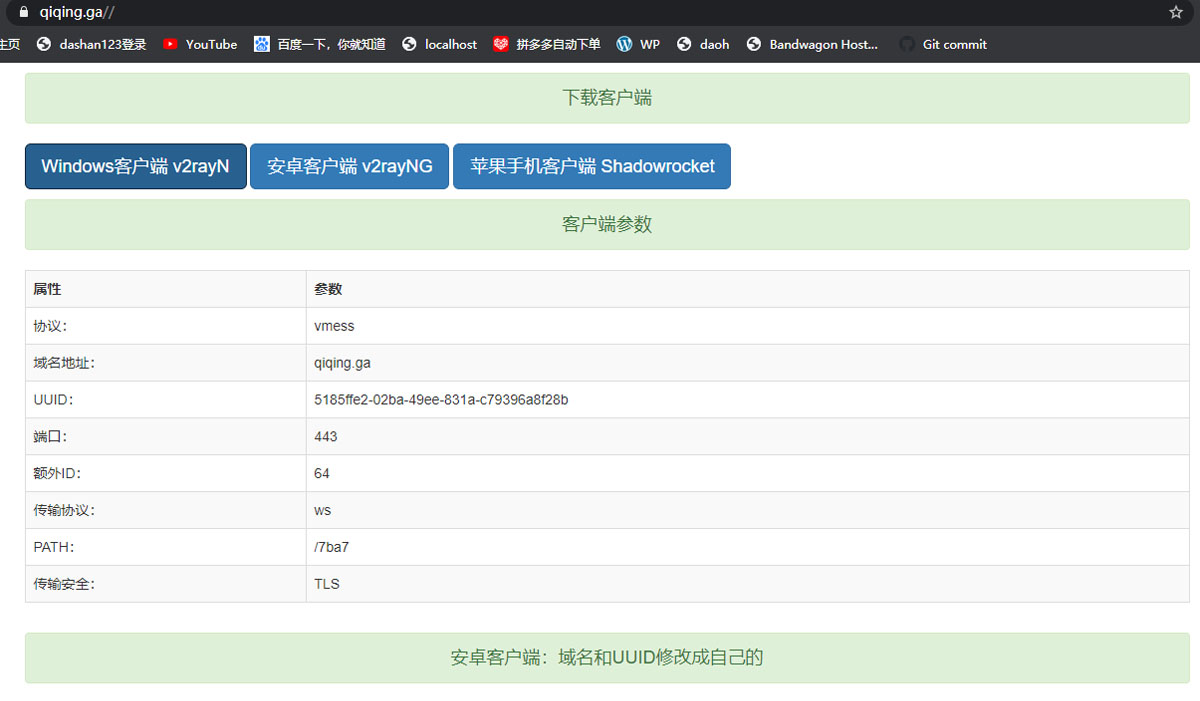 qiqing.ga//
主页 dashan123登录 YouTube 百度一下，你就知道 localhost 拼多多自动下单 WP daoh Bandwagon Host... Git commit
下载客户端
Windows客户端 v2rayN 安卓客户端 v2rayNG 苹果手机客户端 Shadowrocket
客户端参数
属性 参数
协议： vmess
域名地址： qiqing.ga
UUID： 5185ffe2-02ba-49ee-831a-c79396a8f28b
端口： 443
额外ID： 64
传输协议： ws
PATH： /7ba7
传输安全： TLS
安卓客户端：域名和UUID修改成自己的